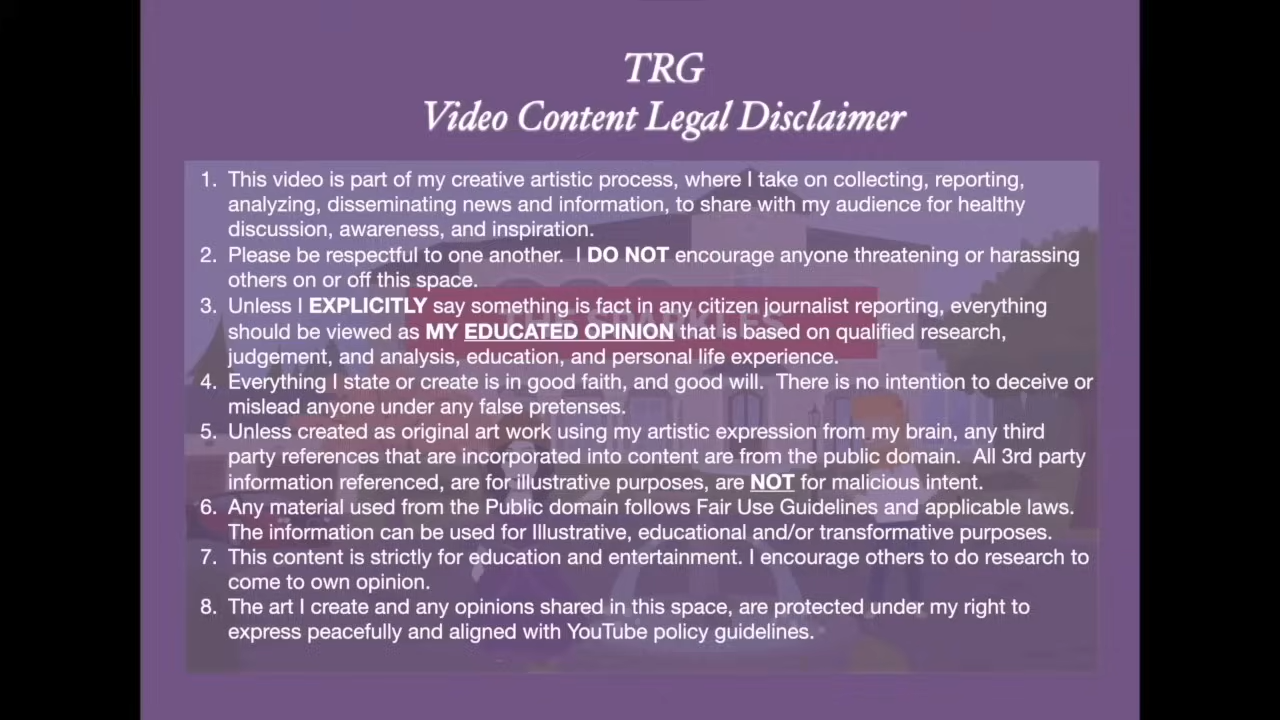 TRG
Video Content Legal Disclaimer
1. This video is part of my creative artistic process, where I take on collecting, reporting,
analyzing, disseminating news and information, to share with my audience for healthy
discussion, awareness, and inspiration.
2. Please be respectful to one another.  I DO NOT encourage anyone threatening or harassing
others on or off this space.
3. Unless I EXPLICITLY say something is fact in any citizen journalist reporting, everything
should be viewed as MY EDUCATED OPINION that is based on qualified research,
judgement, and analysis, education, and personal life experience.
4. Everything I state or create is in good faith, and good will.  There is no intention to deceive or
mislead anyone under any false pretenses.
5. Unless created as original art work using my artistic expression from my brain, any third
party references that are incorporated into content are from the public domain.  All 3rd party
information referenced, are for illustrative purposes, are NOT for malicious intent.
6. Any material used from the Public domain follows Fair Use Guidelines and applicable laws.
The information can be used for Illustrative, educational and/or transformative purposes.
7. This content is strictly for education and entertainment. I encourage others to do research to
come to own opinion.
8. The art I create and any opinions shared in this space, are protected under my right to
express peacefully and aligned with YouTube policy guidelines.